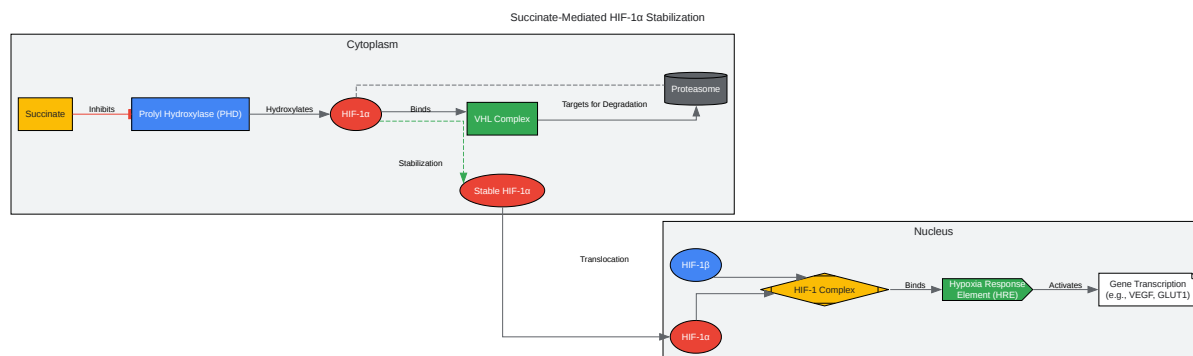 Succinate-Mediated HIF-1α Stabilization
Cytoplasm
Proteasome
Succinate
Inhibits
Prolyl Hydroxylase (PHD)
Hydroxylates
HIF-1α
Binds
VHL Complex
Targets for Degradation
Stabilization
Stable HIF-1α
Translocation
Nucleus
HIF-1β
HIF-1 Complex
Binds
Hypoxia Response
Element (HRE)
Activates
Gene Transcription
(e.g., VEGF, GLUT1)
HIF-1α